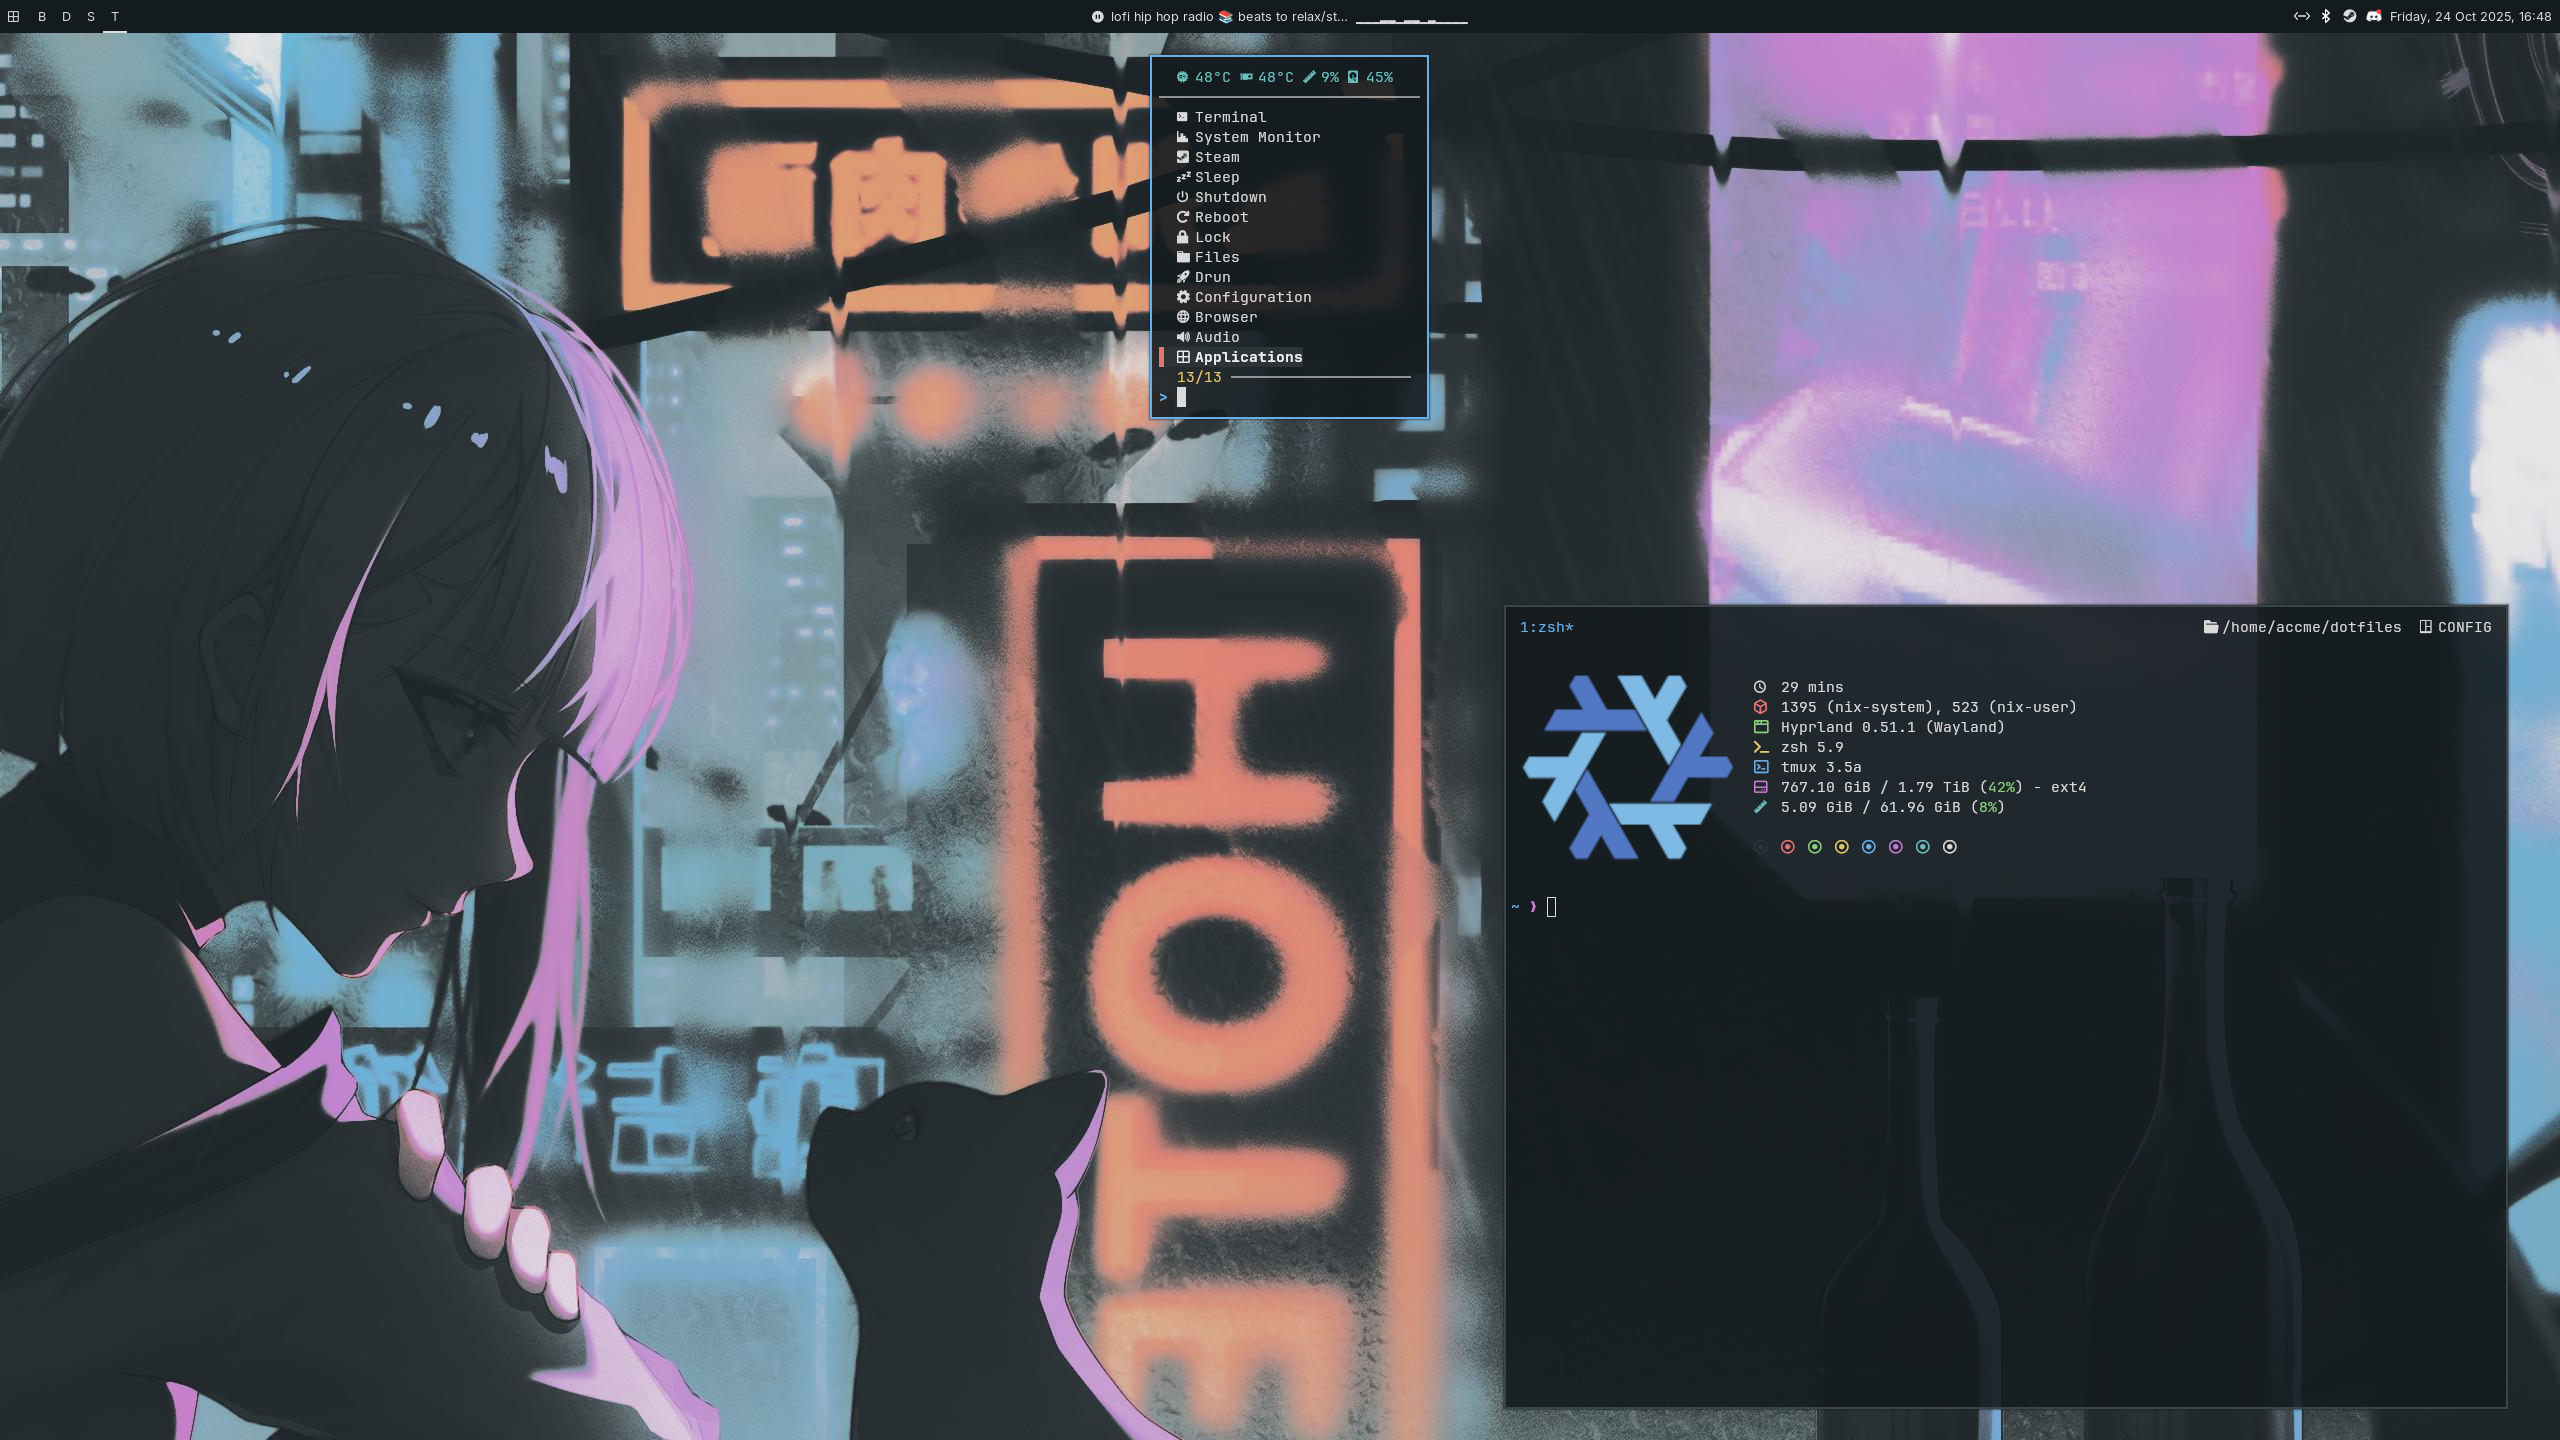 B D S T
lofi hip hop radio 📚 beats to relax/st...
Friday, 24 Oct 2025, 16:48
48°C 48°C 9% 45%
Terminal
System Monitor
Steam
Sleep
Shutdown
Reboot
Lock
Files
Drun
Configuration
Browser
Audio
Applications
13/13
>
HOTE
1:zsh*
/home/accme/dotfiles CONFIG
29 mins
1395 (nix-system), 523 (nix-user)
Hyprland 0.51.1 (Wayland)
zsh 5.9
tmux 3.5a
767.10 GiB / 1.79 TiB (42%) - ext4
5.09 GiB / 61.96 GiB (8%)
~ ❯